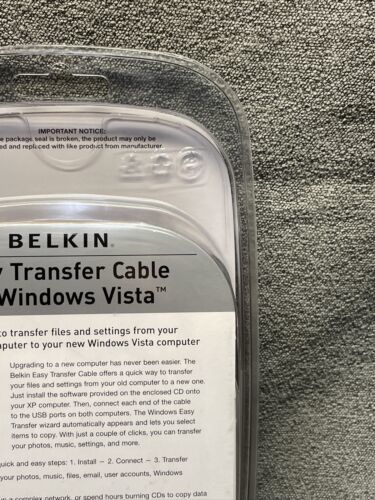 IMPORTANT NOTICE:
package seal is broken, the product may only be
ed and replaced with like product from manufacturer.
BELKIN®
y Transfer Cable
Windows Vista™
to transfer files and settings from your
mputer to your new Windows Vista computer
Upgrading to a new computer has never been easier. The
Belkin Easy Transfer Cable offers a quick way to transfer
your files and settings from your old computer to a new one.
Just install the software provided on the enclosed CD onto
your XP computer. Then, connect each end of the cable
to the USB ports on both computers. The Windows Easy
Transfer wizard automatically appears and lets you select
items to copy. With just a couple of clicks, you can transfer
your photos, music, settings, and more.
quick and easy steps: 1. Install – 2. Connect – 3. Transfer
your photos, music, files, email, user accounts, Windows
n a complex network, or spend hours burning CDs to copy data